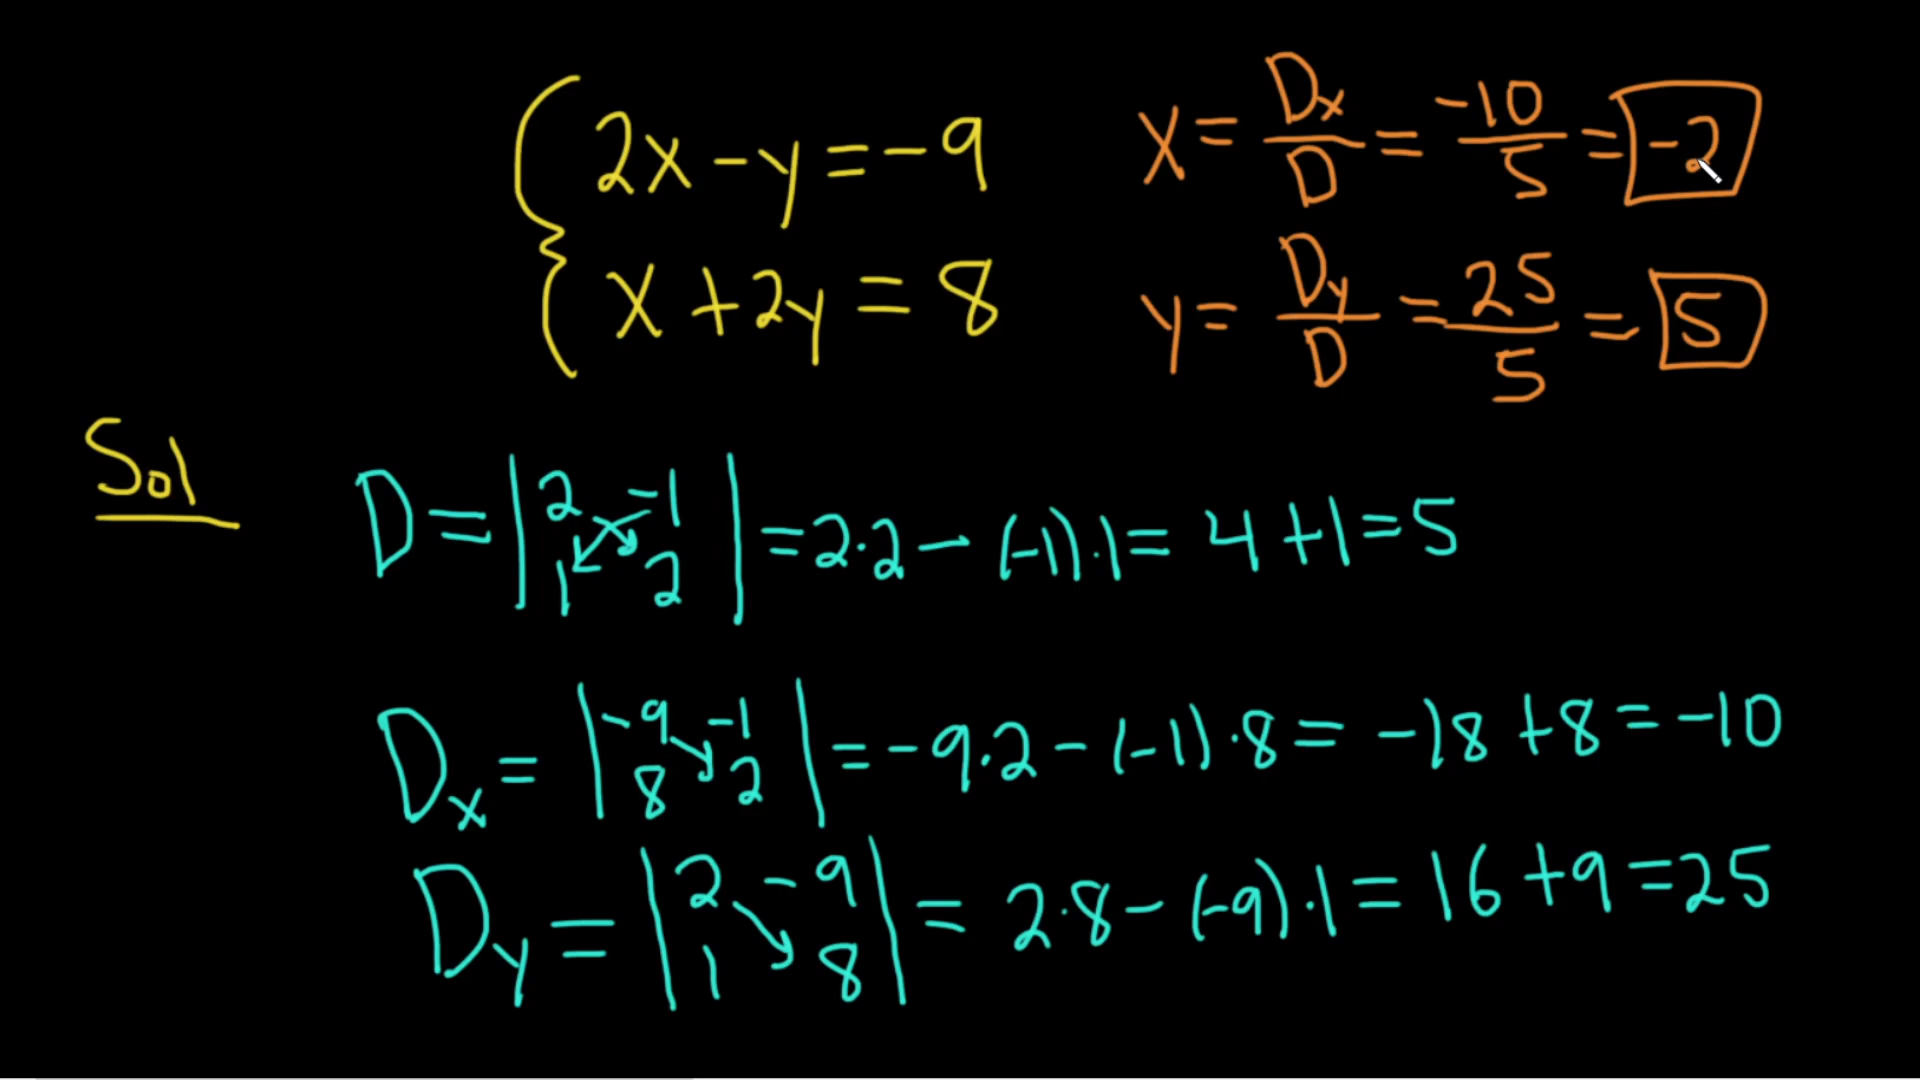 2x - y = -9
x + 2y = 8
x = Dx/D = -10/5 = -2
y = Dy/D = 25/5 = 5
Sol
D = |2 -1; 1 2| = 2·2 - (-1)·1 = 4 + 1 = 5
Dx = |-9 -1; 8 2| = -9·2 - (-1)·8 = -18 + 8 = -10
Dy = |2 -9; 1 8| = 2·8 - (-9)·1 = 16 + 9 = 25